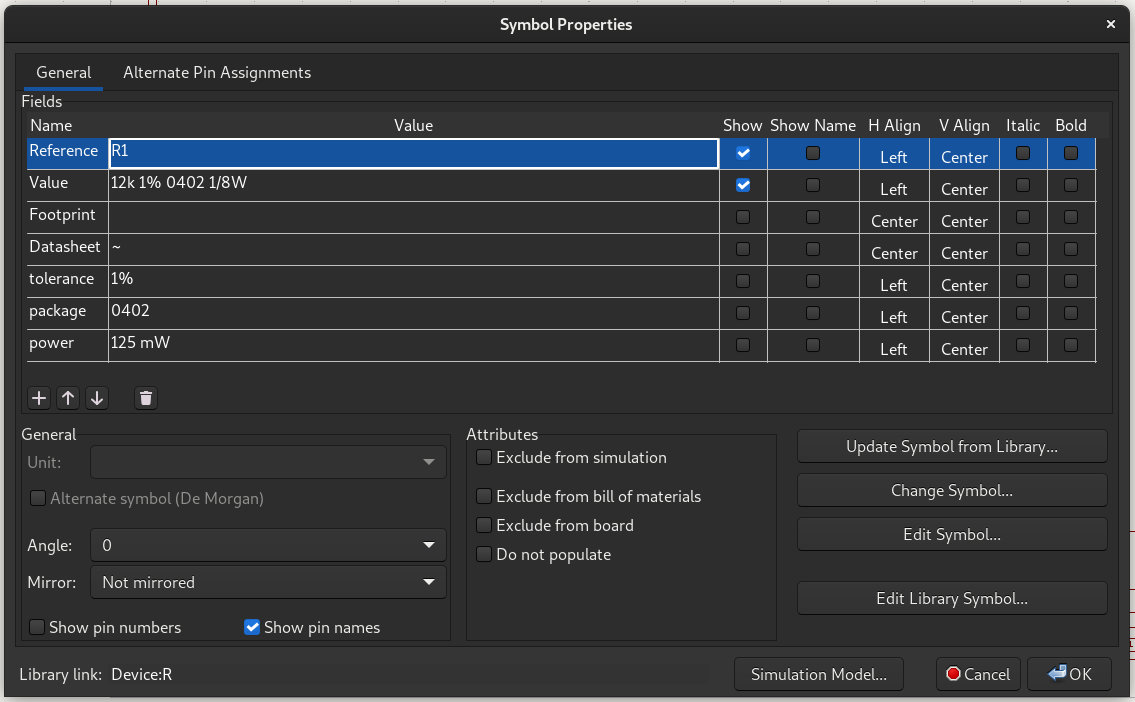 Symbol Properties ×
General Alternate Pin Assignments
Fields
Name Value Show Show Name H Align V Align Italic Bold
Reference R1 Left Center
Value 12k 1% 0402 1/8W Left Center
Footprint Center Center
Datasheet ~ Center Center
tolerance 1% Left Center
package 0402 Left Center
power 125 mW Left Center
General
Unit:
Alternate symbol (De Morgan)
Angle: 0
Mirror: Not mirrored
Show pin numbers Show pin names
Attributes
Exclude from simulation
Exclude from bill of materials
Exclude from board
Do not populate
Update Symbol from Library...
Change Symbol...
Edit Symbol...
Edit Library Symbol...
Library link: Device:R Simulation Model... Cancel OK